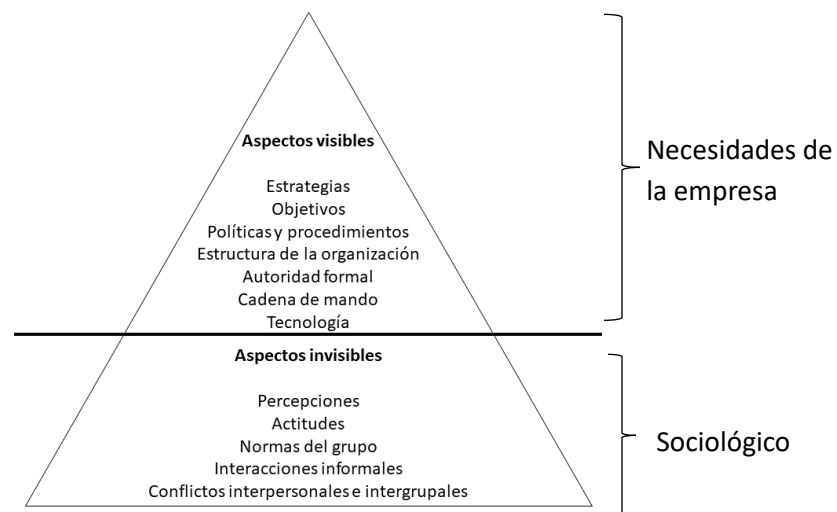 Aspectos visibles
Estrategias
Objetivos
Políticas y procedimientos
Estructura de la organización
Autoridad formal
Cadena de mando
Tecnología
Necesidades de
la empresa
Aspectos invisibles
Percepciones
Actitudes
Normas del grupo
Interacciones informales
Conflictos interpersonales e intergrupales
Sociológico